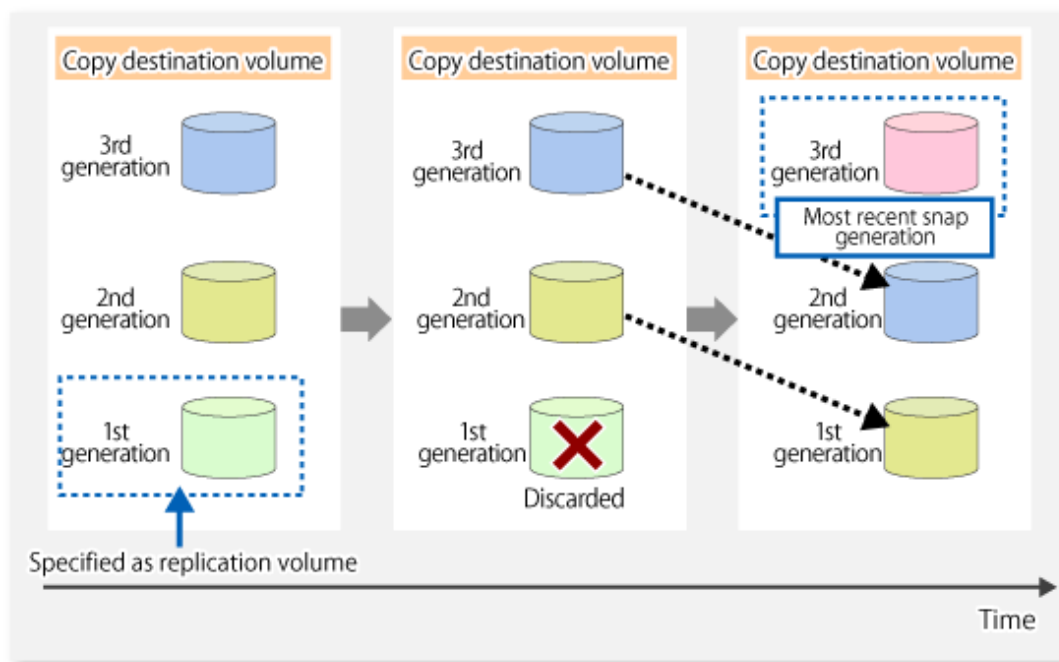 Copy destination volume
3rd
generation
2nd
generation
1st
generation
Specified as replication volume
Copy destination volume
3rd
generation
2nd
generation
1st
generation
Discarded
Copy destination volume
3rd
generation
Most recent snap
generation
2nd
generation
1st
generation
Time